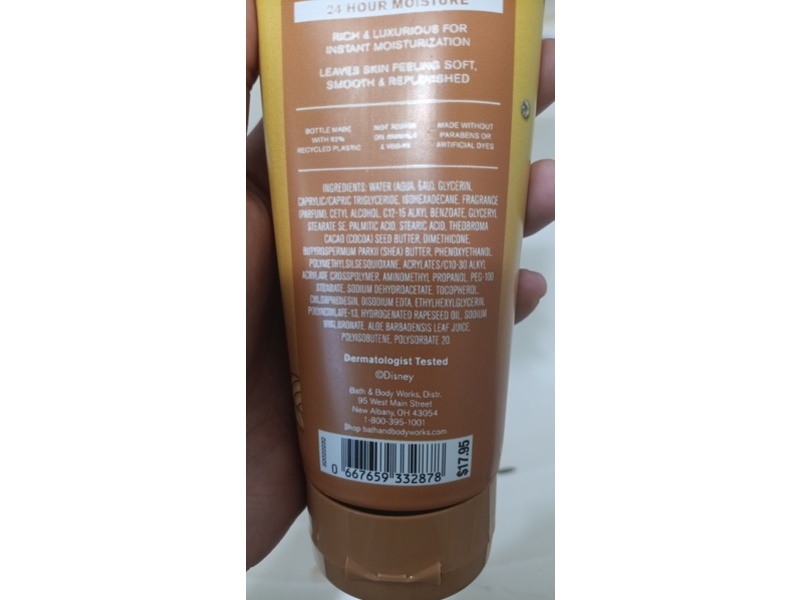 24 HOUR MOISTURE
RICH & LUXURIOUS FOR
INSTANT MOISTURIZATION
LEAVES SKIN FEELING SOFT,
SMOOTH & REPLENISHED
BOTTLE MADE
WITH
RECYCLED PLASTIC
NOT TESTED
ON ANIMALS
& VEGAN
MADE WITHOUT
PARABENS OR
ARTIFICIAL DYES
INGREDIENTS: WATER (AQUA, EAU), GLYCERIN,
CAPRYLIC/CAPRIC TRIGLYCERIDE, ISOHEXADECANE, FRAGRANCE
(PARFUM), CETYL ALCOHOL, C12-15 ALKYL BENZOATE, GLYCERYL
STEARATE SE, PALMITIC ACID, STEARIC ACID, THEOBROMA
CACAO (COCOA) SEED BUTTER, DIMETHICONE,
BUTYROSPERMUM PARKII (SHEA) BUTTER, PHENOXYETHANOL,
POLYMETHYLSILSESQUIOXANE, ACRYLATES/C10-30 ALKYL
ACRYLATE CROSSPOLYMER, AMINOMETHYL PROPANOL, PEG-100
STEARATE, SODIUM DEHYDROACETATE, TOCOPHEROL,
CHLORPHENESIN, DISODIUM EDTA, ETHYLHEXYLGLYCERIN,
HYDROGENATED RAPESEED OIL, SODIUM
HYALURONATE, ALOE BARBADENSIS LEAF JUICE,
POLYISOBUTENE, POLYSORBATE 20.
Dermatologist Tested
©Disney
Bath & Body Works, Distr.
95 West Main Street
New Albany, OH 43054
1-800-395-1001
Shop bathandbodyworks.com
0 667659 332878
$17.95